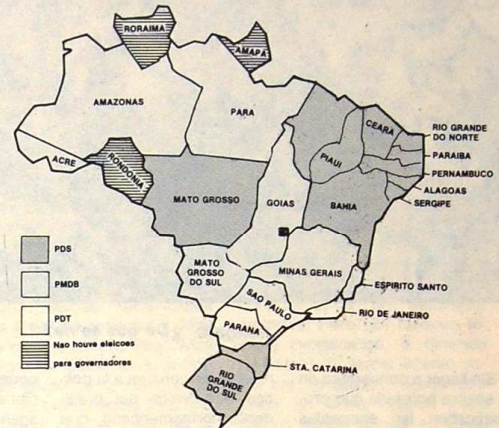 RORAIMA
AMAPA
AMAZONAS
PARA
CEARA
RIO GRANDE
DO NORTE
PARAIBA
PIAUI
PERNAMBUCO
ACRE
RONDONIA
ALAGOAS
SERGIPE
MATO GROSSO
GOIAS
BAHIA
PDS
MATO
GROSSO
DO SUL
MINAS GERAIS
ESPIRITO SANTO
PMDB
SAO PAULO
RIO DE JANEIRO
PDT
PARANA
Nao houve eleicoes
para governadores
STA. CATARINA
RIO
GRANDE
DO SUL